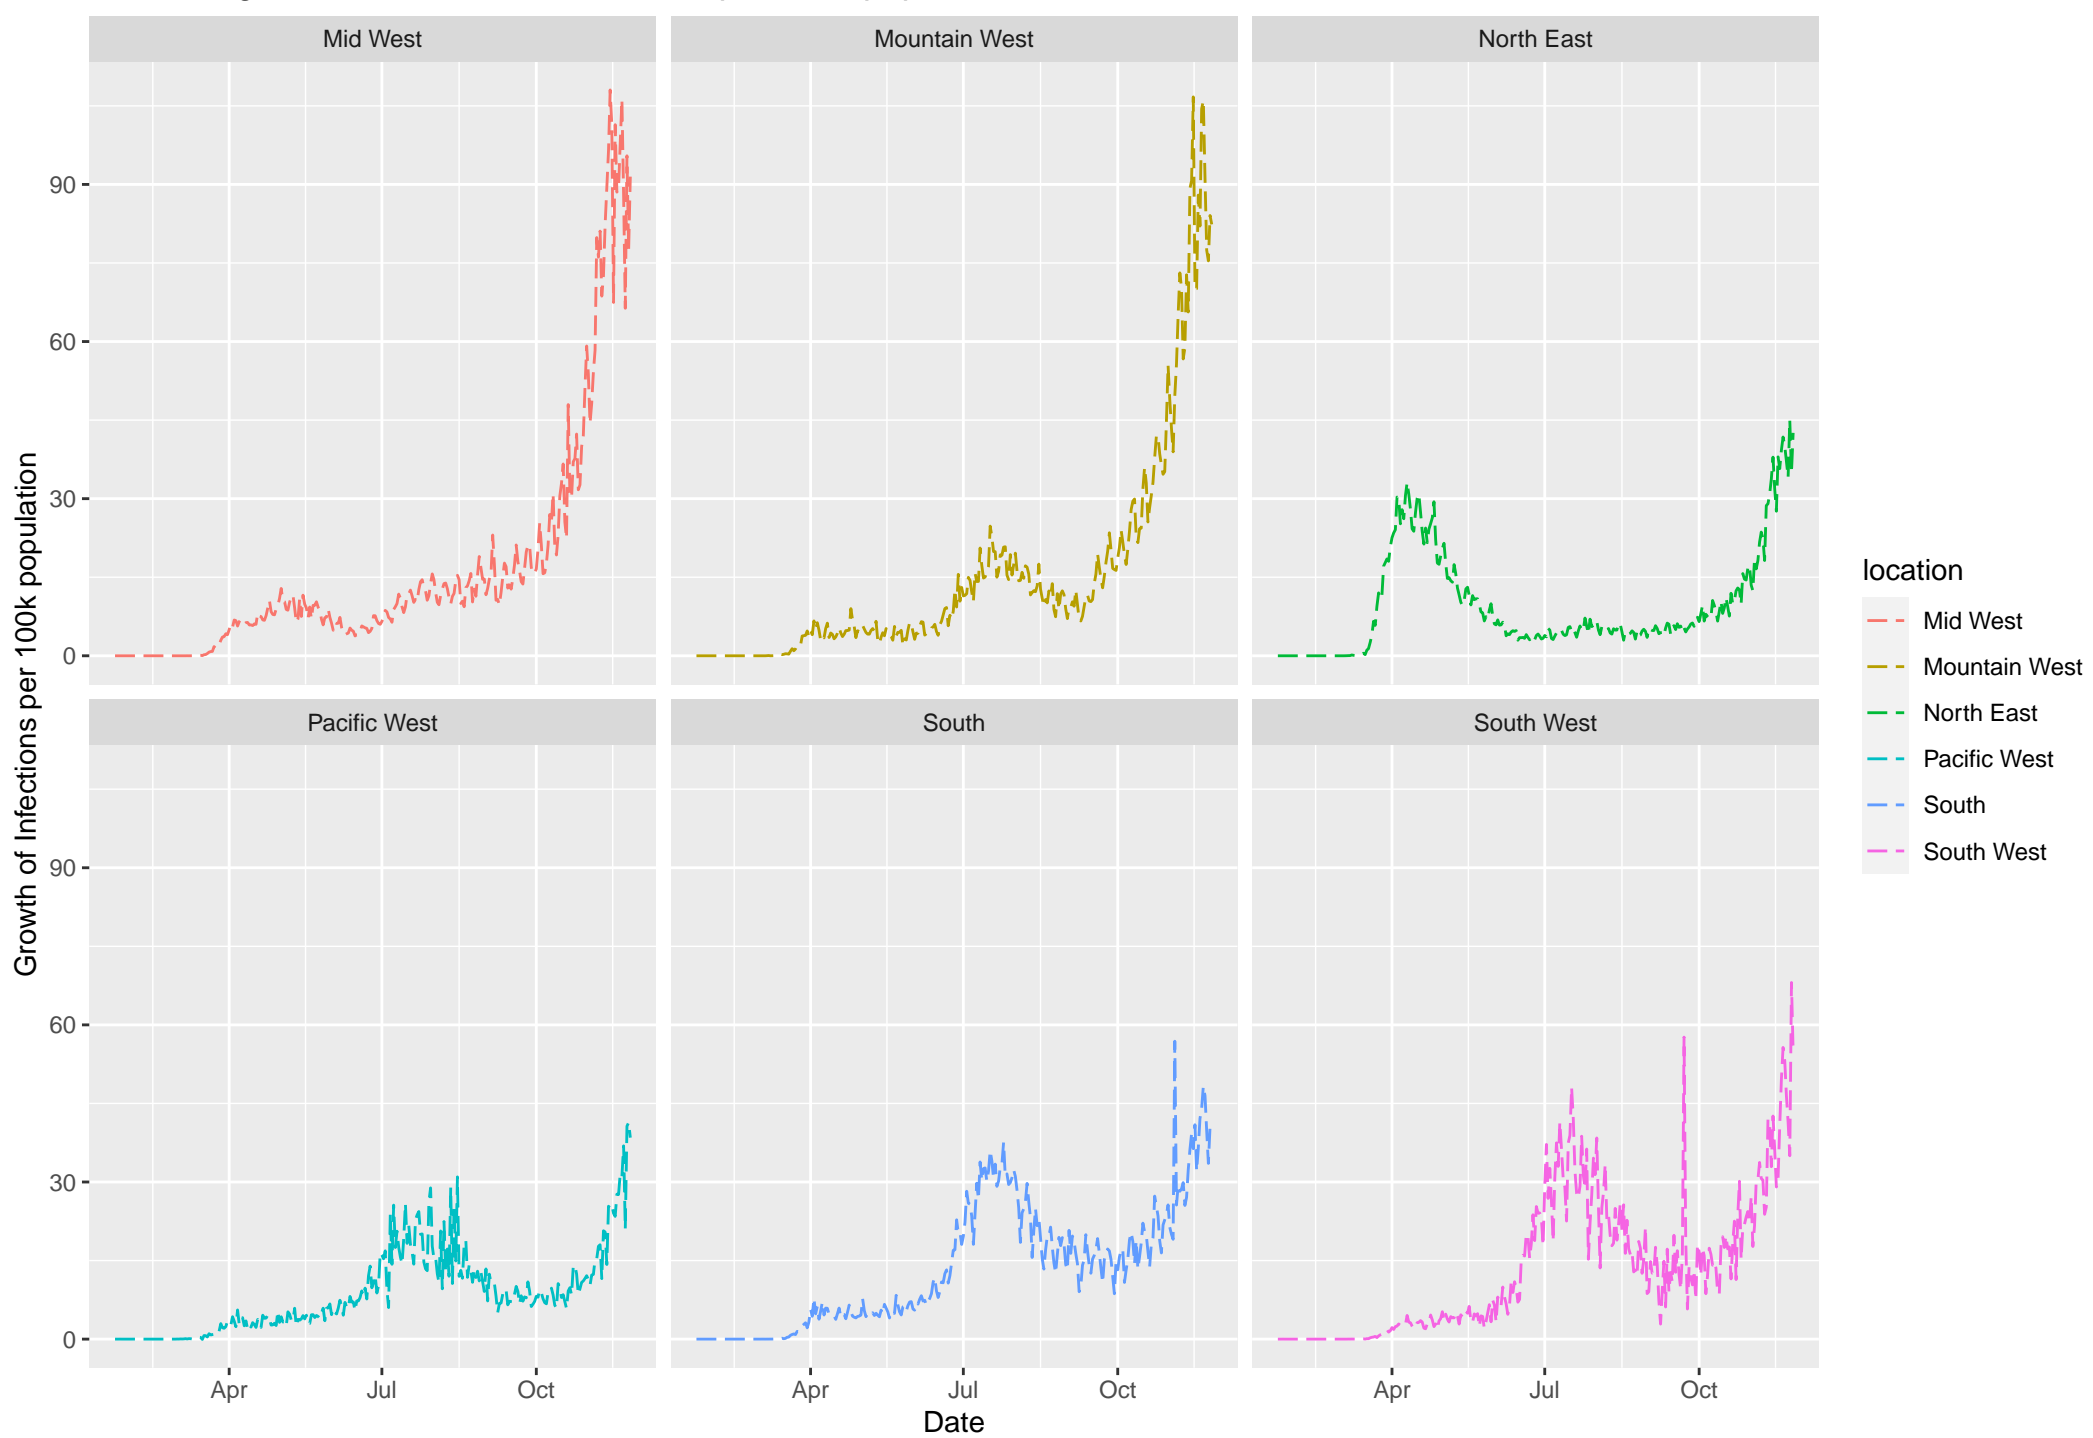 Mid West
Mountain West
North East
90
60
30
0
Pacific West
South
South West
90
60
30
0
Apr
Jul
Oct
Apr
Jul
Oct
Apr
Jul
Oct
Date
Growth of Infections per 100k population
location
Mid West
Mountain West
North East
Pacific West
South
South West